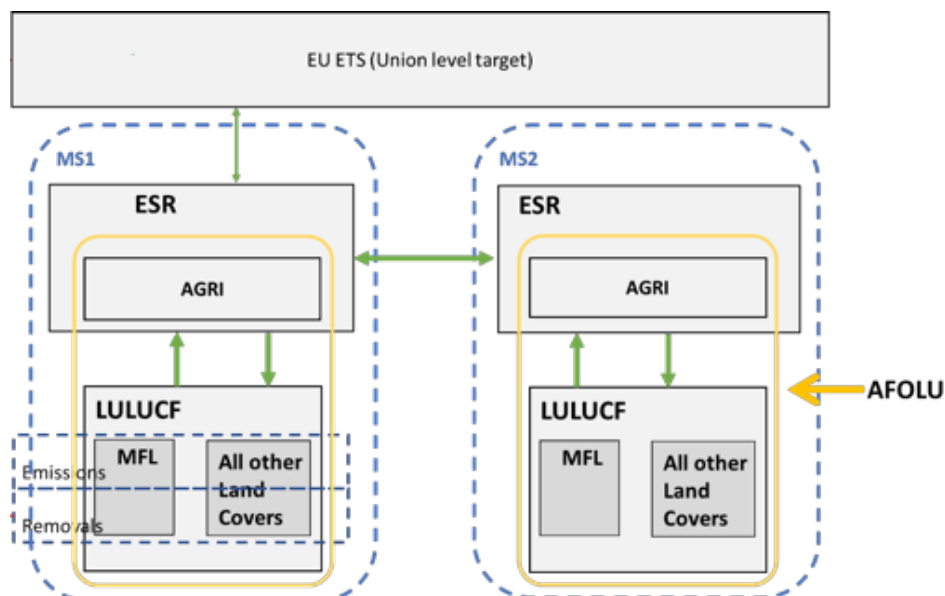 EU ETS (Union level target)
MS1
MS2
ESR
ESR
AGRI
AGRI
AFOLU
LULUCF
LULUCF
MFL
All other
Land
Covers
MFL
All other
Land
Covers
Emissions
Removals